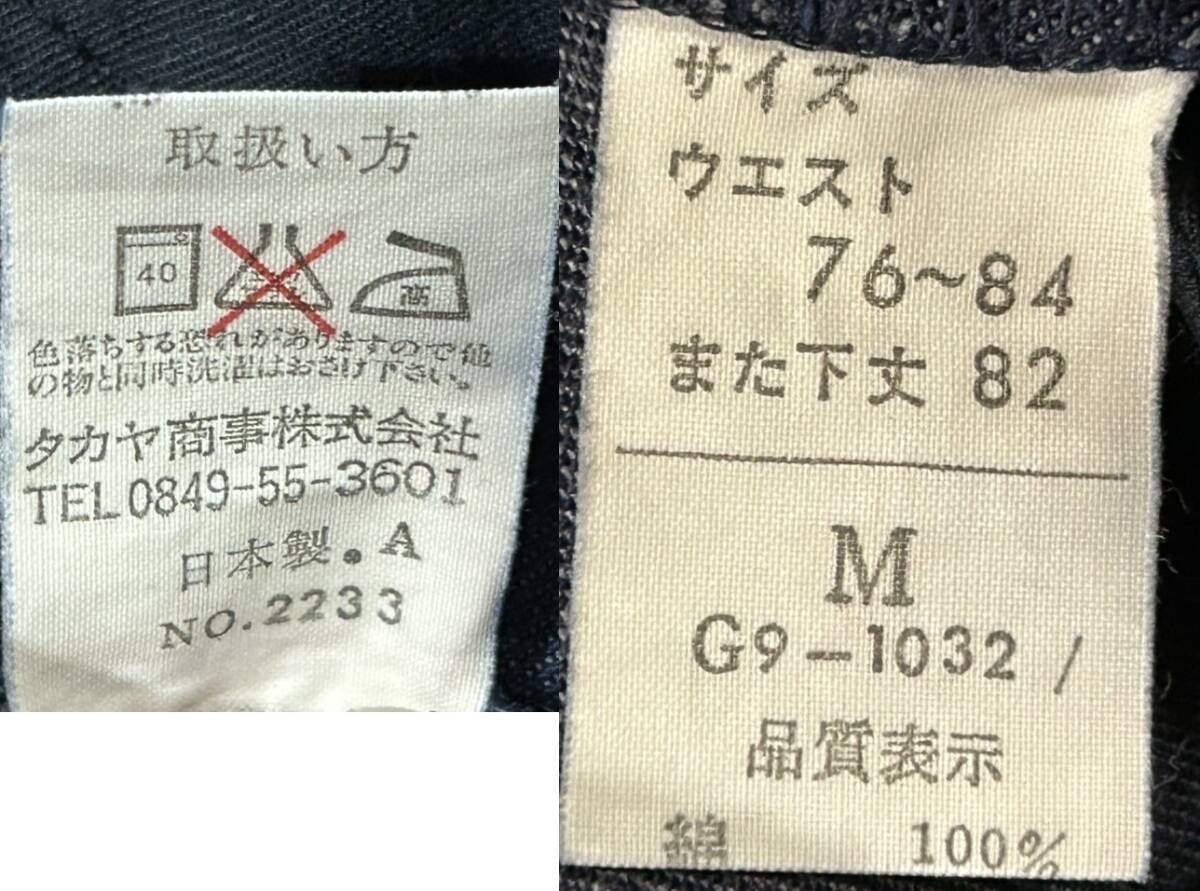 取扱い方
40
高
色落ちする恐れがありますので他
の物と同時洗濯はおさけ下さい。
タカヤ商事株式会社
TEL0849-55-3601
日本製.A
NO.2233
サイズ
ウエスト
76~84
また下丈 82
M
G9-1032 /
品質表示
綿 100%